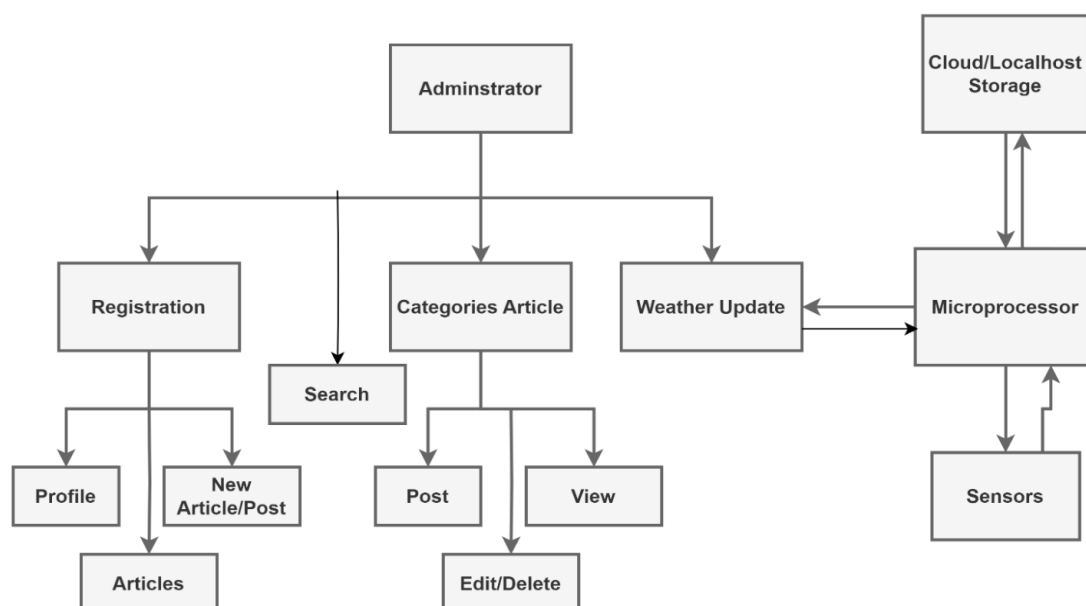 Adminstrator
Cloud/Localhost
Storage
Registration
Categories Article
Weather Update
Microprocessor
Search
Profile
New
Article/Post
Post
View
Sensors
Articles
Edit/Delete